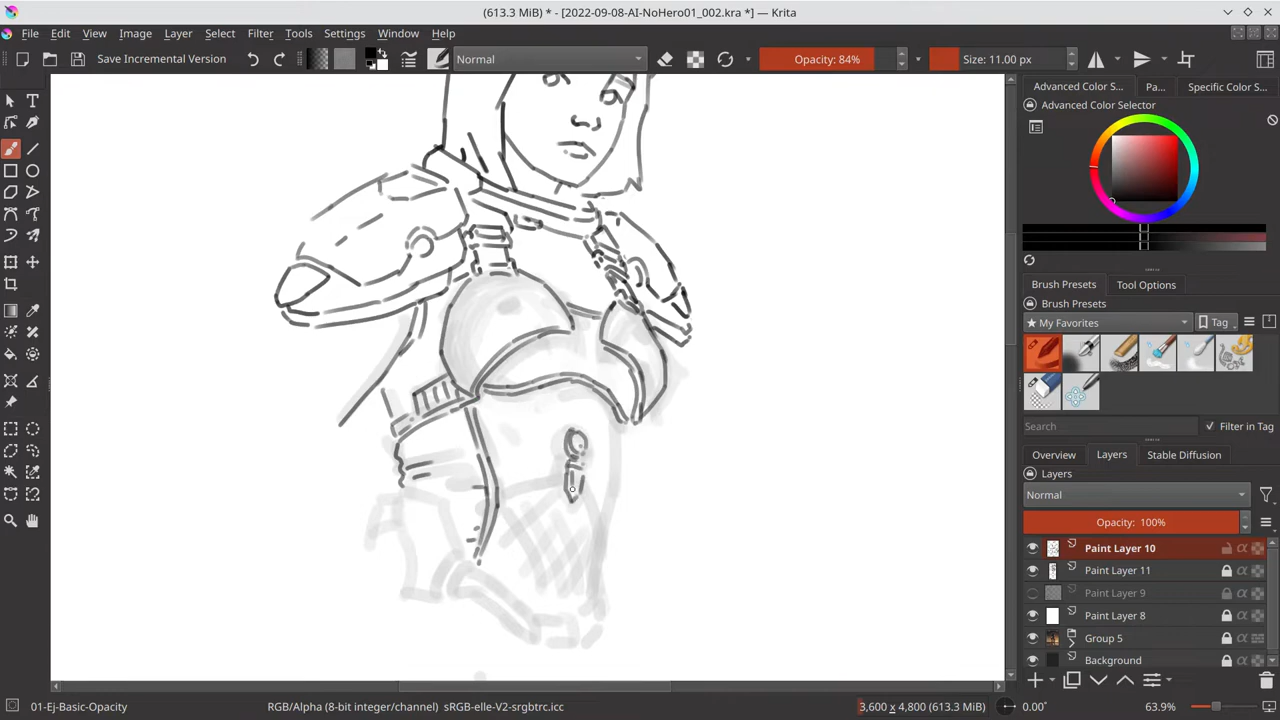 (613.3 MiB) * - [2022-09-08-AI-NoHero01_002.kra *] — Krita
File Edit View Image Layer Select Filter Tools Settings Window Help
Save Incremental Version
Normal
Opacity: 84%
Size: 11.00 px
Advanced Color S...
Pa...
Specific Color S...
Advanced Color Selector
Brush Presets
Tool Options
Brush Presets
★ My Favorites
Tag
Search
Filter in Tag
Overview
Layers
Stable Diffusion
Layers
Normal
Opacity: 100%
Paint Layer 10
Paint Layer 11
Paint Layer 9
Paint Layer 8
Group 5
Background
01-Ej-Basic-Opacity
RGB/Alpha (8-bit integer/channel) sRGB-elle-V2-srgbtrc.icc
3,600 x 4,800 (613.3 MiB)
0.00°
63.9%